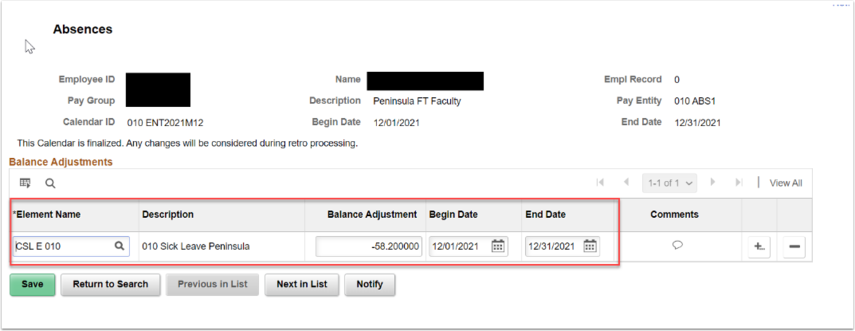 Absences
Employee ID Name Empl Record 0
Pay Group Description Peninsula FT Faculty Pay Entity 010 ABS1
Calendar ID 010 ENT2021M12 Begin Date 12/01/2021 End Date 12/31/2021
This Calendar is finalized. Any changes will be considered during retro processing.
Balance Adjustments
1-1 of 1 View All
*Element Name Description Balance Adjustment Begin Date End Date Comments
CSL E 010 010 Sick Leave Peninsula -58.200000 12/01/2021 12/31/2021
Save Return to Search Previous in List Next in List Notify